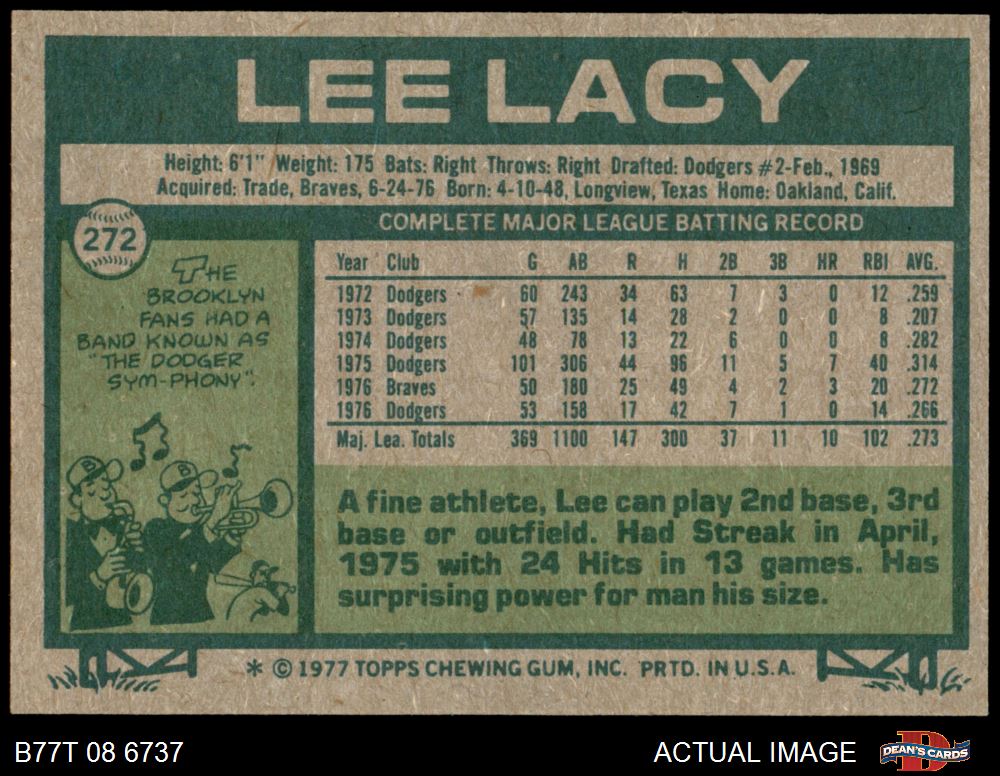 LEE LACY
Height: 6'1" Weight: 175 Bats: Right Throws: Right Drafted: Dodgers #2-Feb., 1969
Acquired: Trade, Braves, 6-24-76 Born: 4-10-48, Longview, Texas Home: Oakland, Calif.
272
COMPLETE MAJOR LEAGUE BATTING RECORD
THE
BROOKLYN
FANS HAD A
BAND KNOWN AS
"THE DODGER
SYM-PHONY".
B
B
Year Club G AB R H 2B 3B HR RBI AVG.
1972 Dodgers 60 243 34 63 7 3 0 12 .259
1973 Dodgers 57 135 14 28 2 0 0 8 .207
1974 Dodgers 48 78 13 22 6 0 0 8 .282
1975 Dodgers 101 306 44 96 11 5 7 40 .314
1976 Braves 50 180 25 49 4 2 3 20 .272
1976 Dodgers 53 158 17 42 7 1 0 14 .266
Maj. Lea. Totals 369 1100 147 300 37 11 10 102 .273
A fine athlete, Lee can play 2nd base, 3rd
base or outfield. Had Streak in April,
1975 with 24 Hits in 13 games. Has
surprising power for man his size.
* © 1977 TOPPS CHEWING GUM, INC. PRTD. IN U.S.A.
B77T 08 6737
ACTUAL IMAGE
D
DEAN'S CARDS